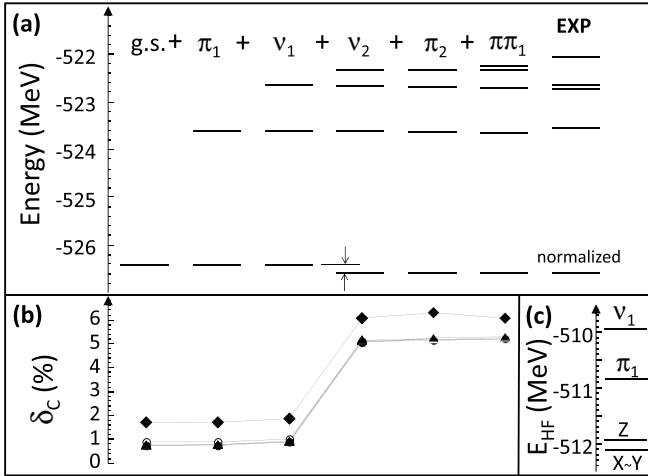 (a)
EXP
g.s. + π₁ + ν₁ + ν₂ + π₂ + ππ₁
Energy (MeV)
-522
-523
-524
-525
-526
normalized
(b)
δC (%)
6
5
4
3
2
1
0
(c)
EHF (MeV)
-510
-511
-512
ν₁
π₁
Z
X~Y